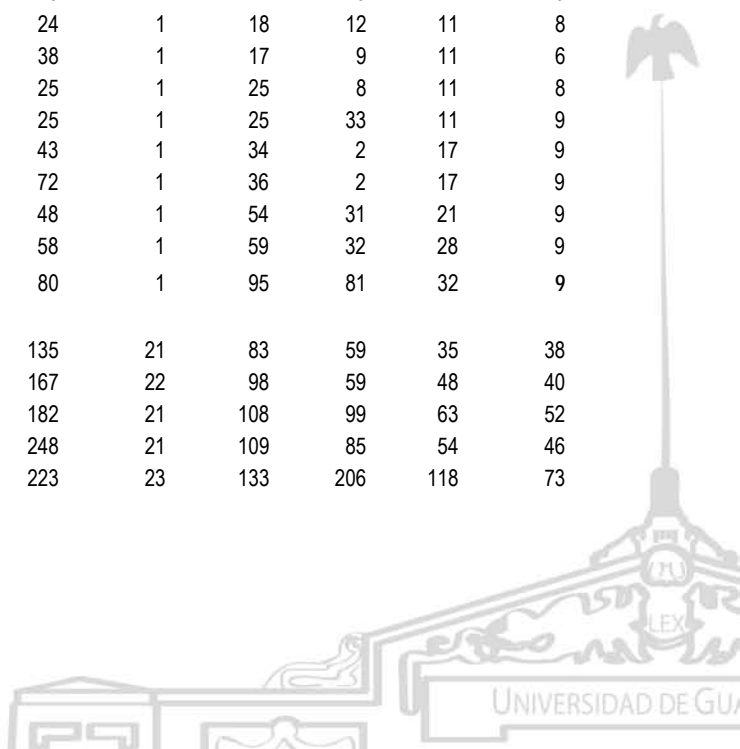 24 1 18 12 11 8
38 1 17 9 11 6
25 1 25 8 11 8
25 1 25 33 11 9
43 1 34 2 17 9
72 1 36 2 17 9
48 1 54 31 21 9
58 1 59 32 28 9
80 1 95 81 32 9
135 21 83 59 35 38
167 22 98 59 48 40
182 21 108 99 63 52
248 21 109 85 54 46
223 23 133 206 118 73
LEX
UNIVERSIDAD DE GUA